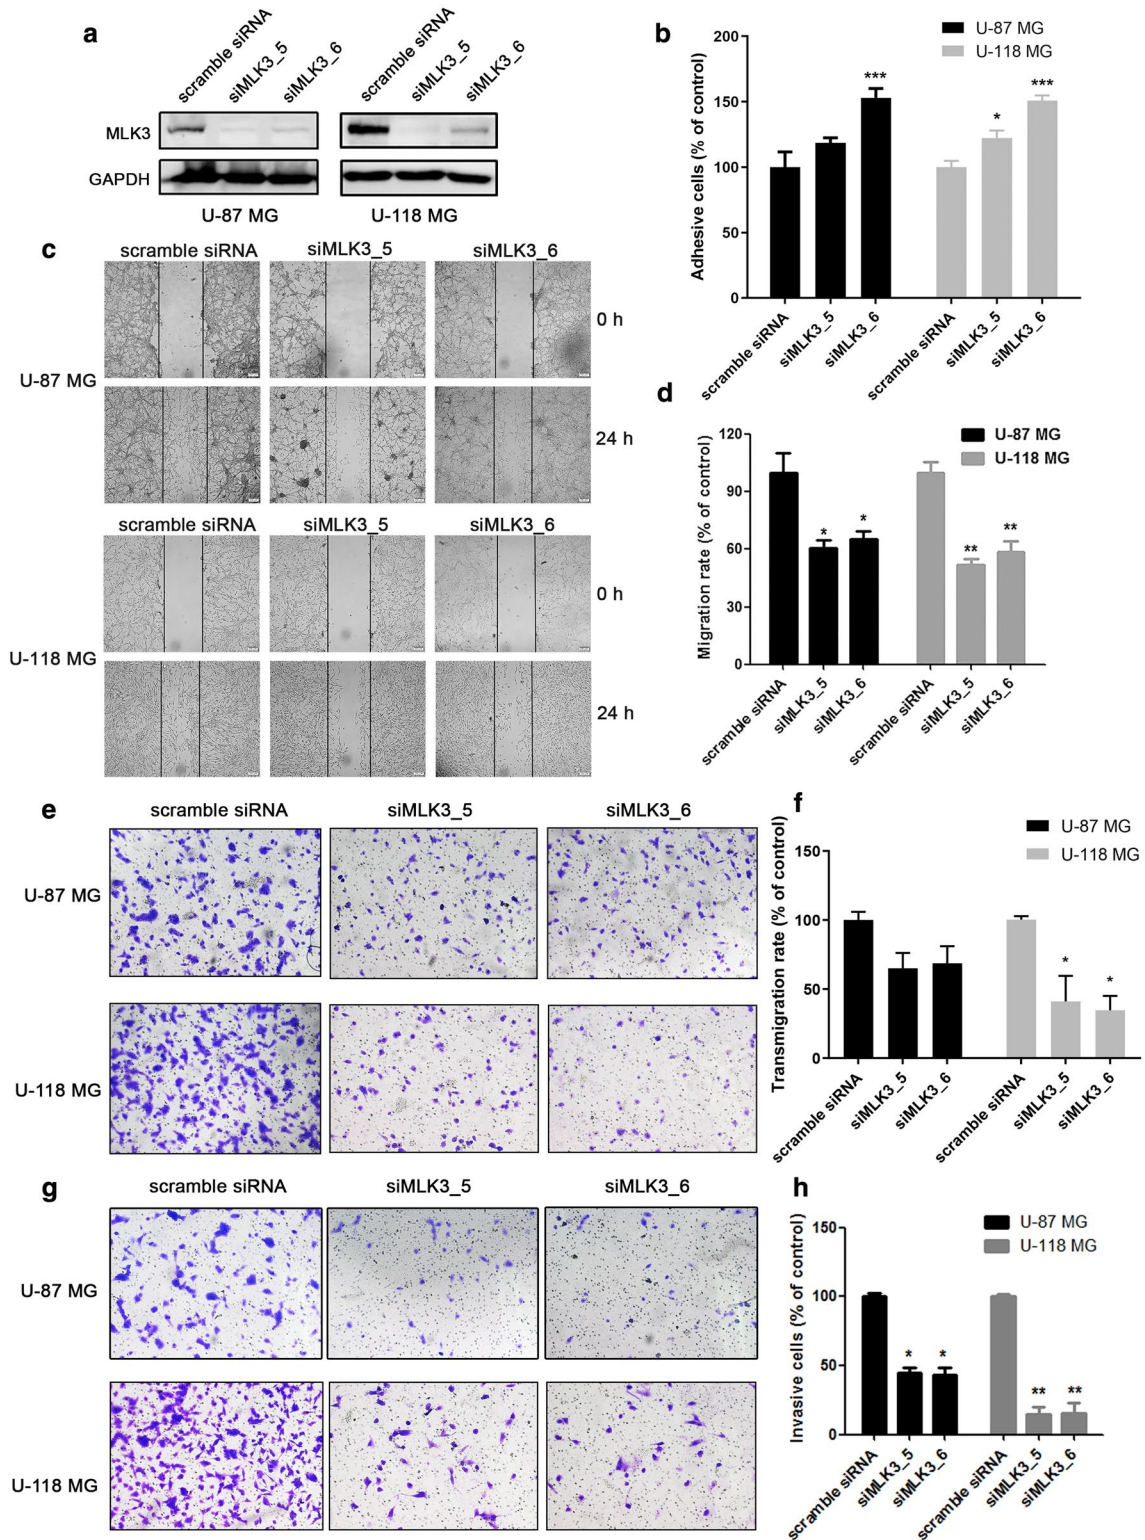 a
scramble siRNA
siMLK3_5
siMLK3_6
scramble siRNA
siMLK3_5
siMLK3_6
MLK3
GAPDH
U-87 MG
U-118 MG
b
U-87 MG
U-118 MG
Adhesive cells (% of control)
200
150
100
50
0
***
*
***
scramble siRNA
siMLK3_5
siMLK3_6
scramble siRNA
siMLK3_5
siMLK3_6
c
scramble siRNA
siMLK3_5
siMLK3_6
U-87 MG
0 h
24 h
scramble siRNA
siMLK3_5
siMLK3_6
U-118 MG
0 h
24 h
d
U-87 MG
U-118 MG
Migration rate (% of control)
120
90
60
30
0
*
*
**
**
scramble siRNA
siMLK3_5
siMLK3_6
scramble siRNA
siMLK3_5
siMLK3_6
e
scramble siRNA
siMLK3_5
siMLK3_6
U-87 MG
U-118 MG
f
U-87 MG
U-118 MG
Transmigration rate (% of control)
150
100
50
0
*
*
scramble siRNA
siMLK3_5
siMLK3_6
scramble siRNA
siMLK3_5
siMLK3_6
g
scramble siRNA
siMLK3_5
siMLK3_6
U-87 MG
U-118 MG
h
U-87 MG
U-118 MG
Invasive cells (% of control)
150
100
50
0
*
*
**
**
scramble siRNA
siMLK3_5
siMLK3_6
scramble siRNA
siMLK3_5
siMLK3_6